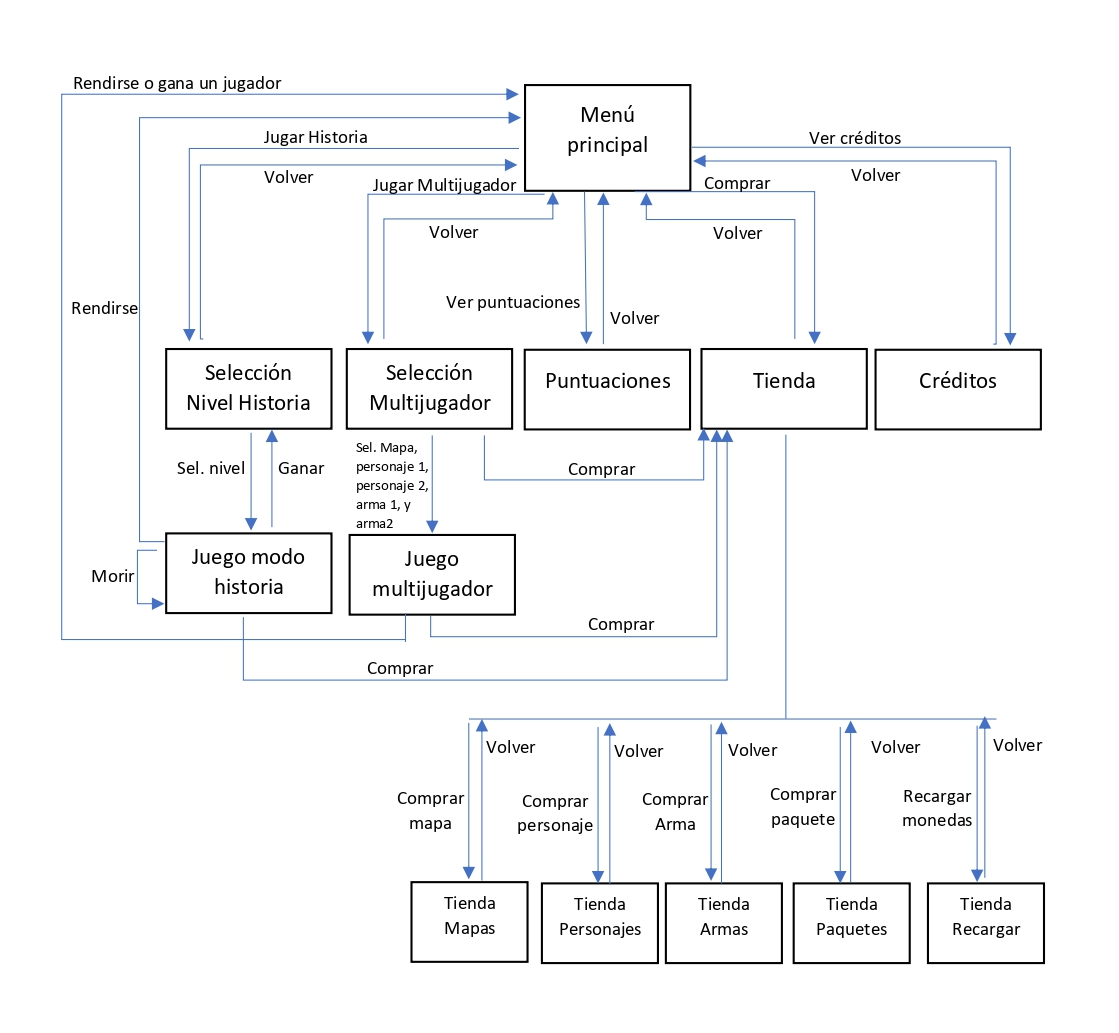 Rendirse o gana un jugador
Menú
principal
Jugar Historia
Ver créditos
Volver
Volver
Jugar Multijugador
Comprar
Volver
Volver
Ver puntuaciones
Rendirse
Volver
Selección
Nivel Historia
Selección
Multijugador
Puntuaciones
Tienda
Créditos
Sel. nivel
Ganar
Sel. Mapa,
personaje 1,
personaje 2,
arma 1, y
arma2
Comprar
Juego modo
historia
Juego
multijugador
Morir
Comprar
Comprar
Volver
Volver
Volver
Volver
Volver
Comprar
mapa
Comprar
personaje
Comprar
Arma
Comprar
paquete
Recargar
monedas
Tienda
Mapas
Tienda
Personajes
Tienda
Armas
Tienda
Paquetes
Tienda
Recargar